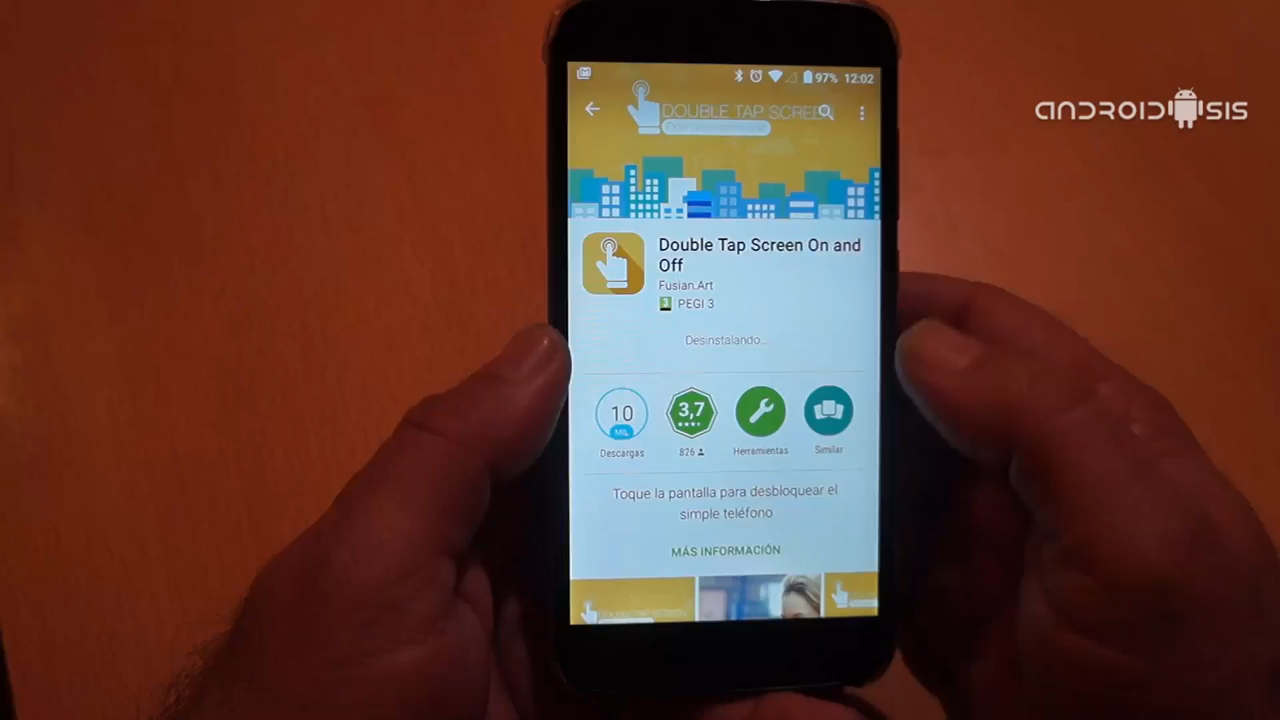 97% 12:02
DOUBLE TAP SCREEN
ANDROIDSIS
Double Tap Screen On and
Off
Fusian.Art
3 PEGI 3
Desinstalando...
10
MIL
3,7
Descargas
826
Herramientas
Similar
Toque la pantalla para desbloquear el
simple teléfono
MÁS INFORMACIÓN